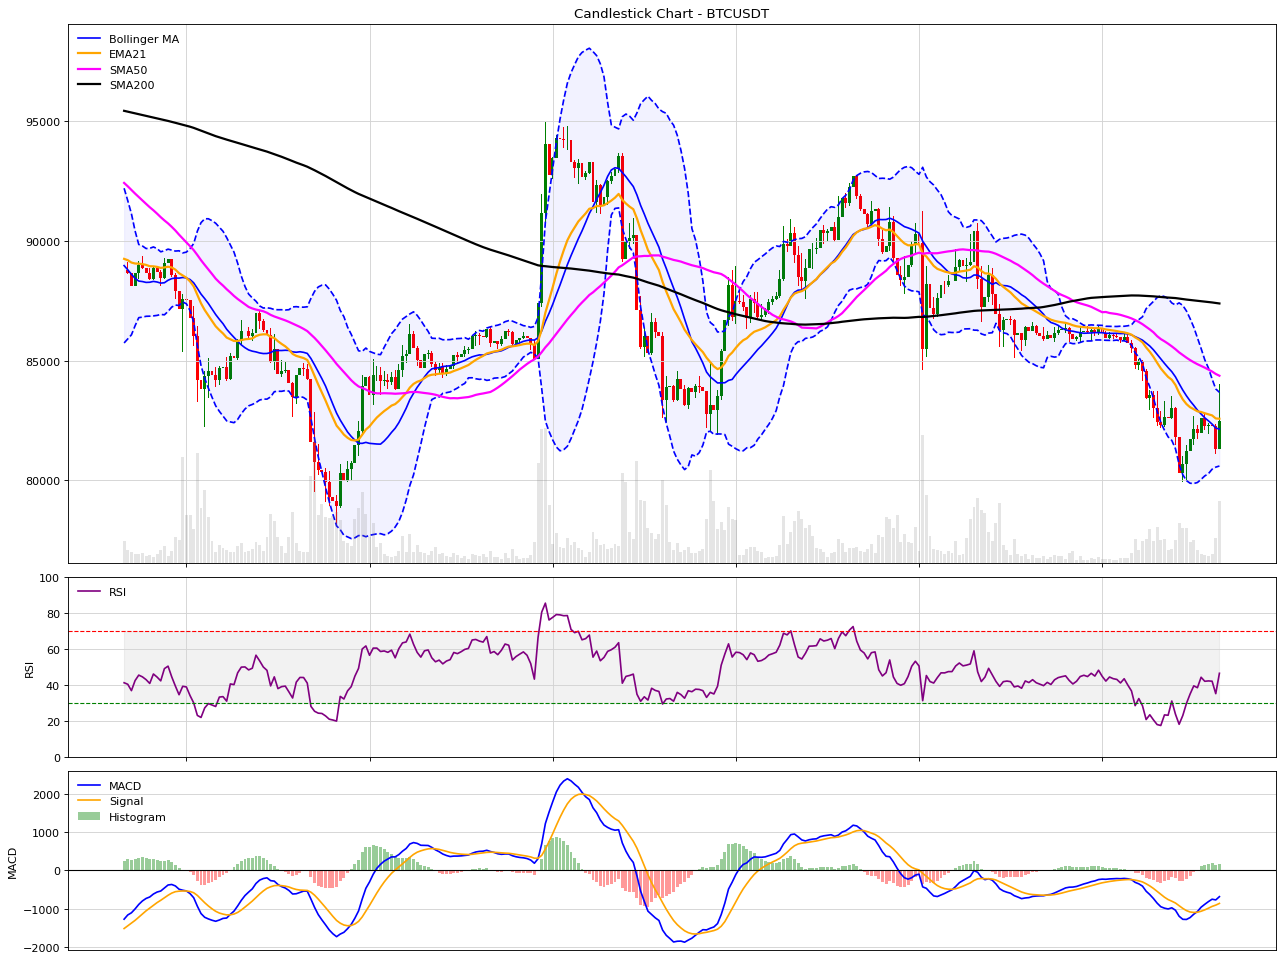 Candlestick Chart - BTCUSDT
Bollinger MA
EMA21
SMA50
SMA200
95000
90000
85000
80000
RSI
100
80
60
40
20
0
RSI
MACD
Signal
Histogram
2000
1000
0
−1000
−2000
MACD